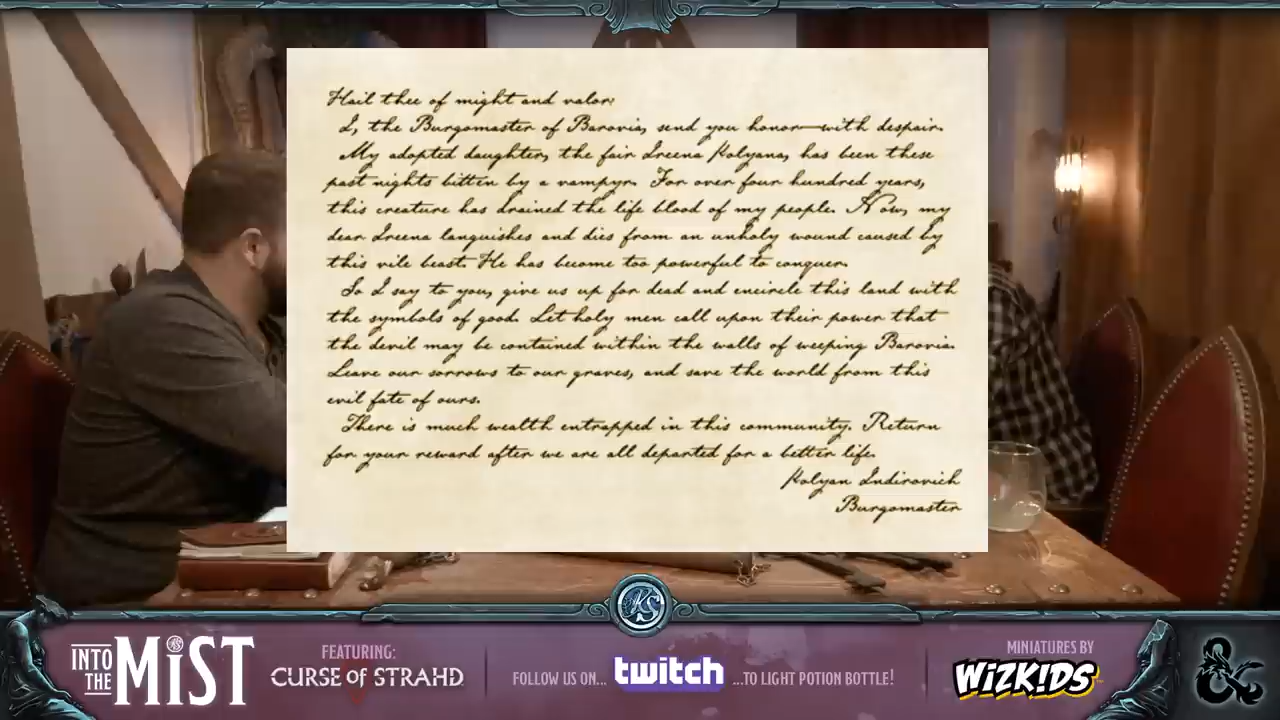 Hail thee of might and valor:
I, the Burgomaster of Barovia, send you honor—with despair.
My adopted daughter, the fair Ireena Kolyana, has been these
past nights bitten by a vampyr. For over four hundred years,
this creature has drained the life blood of my people. Now, my
dear Ireena languishes and dies from an unholy wound caused by
this vile beast. He has become too powerful to conquer.
So I say to you, give us up for dead and encircle this land with
the symbols of good. Let holy men call upon their power that
the devil may be contained within the walls of weeping Barovia.
Leave our sorrows to our graves, and save the world from this
evil fate of ours.
There is much wealth entrapped in this community. Return
for your reward after we are all departed for a better life.
Kolyan Indirovich
Burgomaster
KS
INTO THE MiST
FEATURING:
CURSE OF STRAHD
FOLLOW US ON... twitch ...TO LIGHT POTION BOTTLE!
MINIATURES BY
WIZK!DS™
&